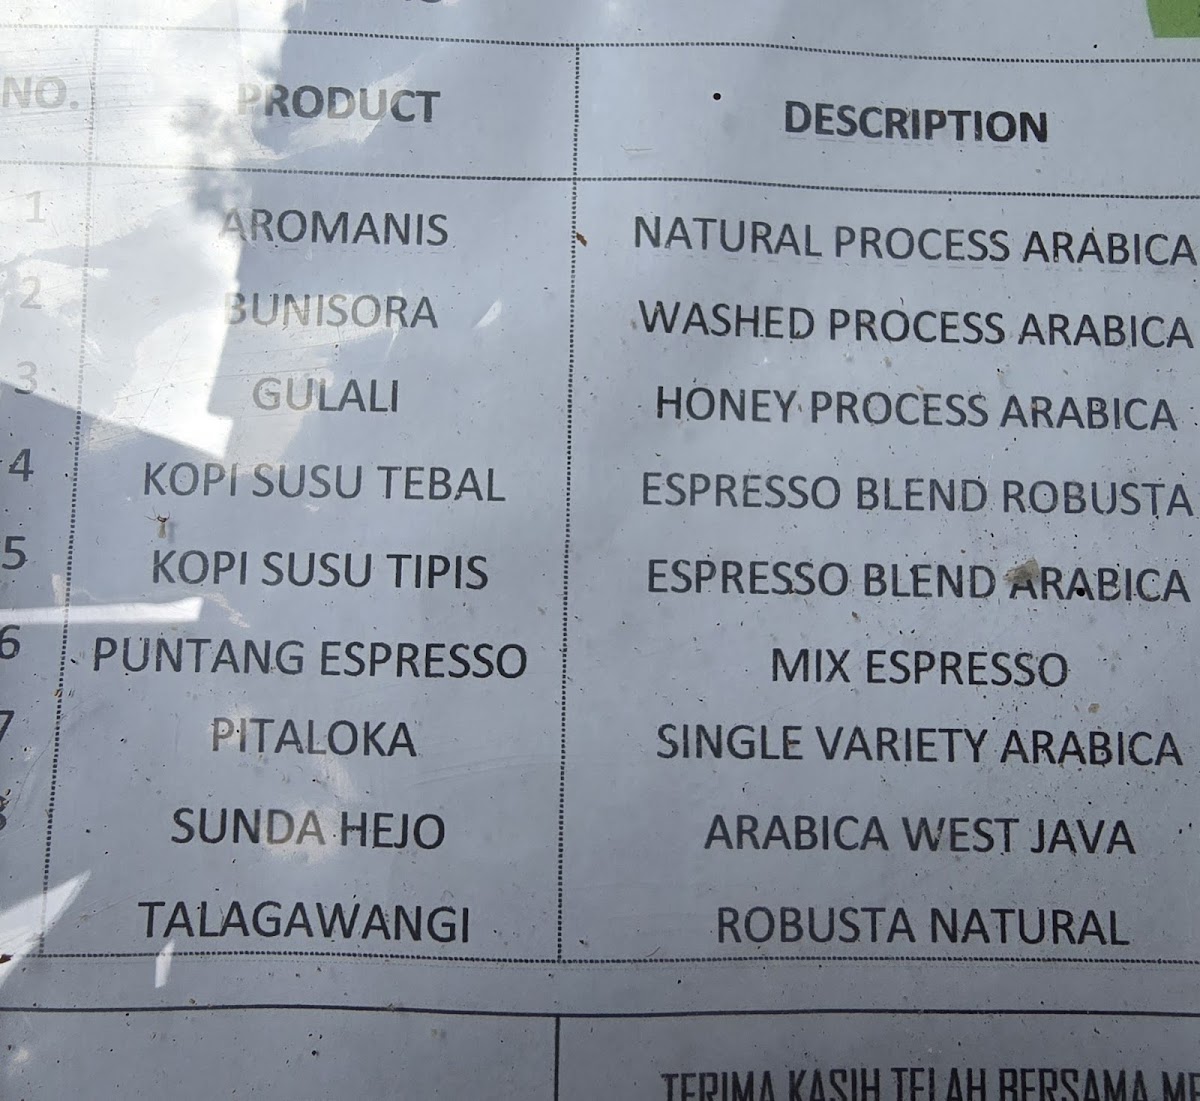 NO. PRODUCT DESCRIPTION
1 AROMANIS NATURAL PROCESS ARABICA
2 BUNISORA WASHED PROCESS ARABICA
3 GULALI HONEY PROCESS ARABICA
4 KOPI SUSU TEBAL ESPRESSO BLEND ROBUSTA
5 KOPI SUSU TIPIS ESPRESSO BLEND ARABICA
6 PUNTANG ESPRESSO MIX ESPRESSO
7 PITALOKA SINGLE VARIETY ARABICA
8 SUNDA HEJO ARABICA WEST JAVA
TALAGAWANGI ROBUSTA NATURAL
TERIMA KASIH TELAH BERSAMA